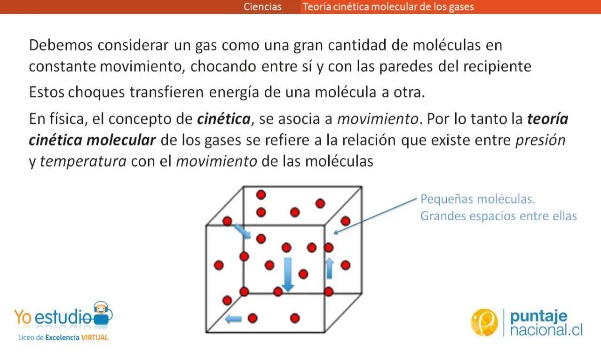 Ciencias Teoría cinética molecular de los gases
Debemos considerar un gas como una gran cantidad de moléculas en
constante movimiento, chocando entre sí y con las paredes del recipiente
Estos choques transfieren energía de una molécula a otra.
En física, el concepto de cinética, se asocia a movimiento. Por lo tanto la teoría
cinética molecular de los gases se refiere a la relación que existe entre presión
y temperatura con el movimiento de las moléculas
Pequeñas moléculas.
Grandes espacios entre ellas
Yo estudio
Liceo de Excelencia VIRTUAL
puntaje
nacional.cl